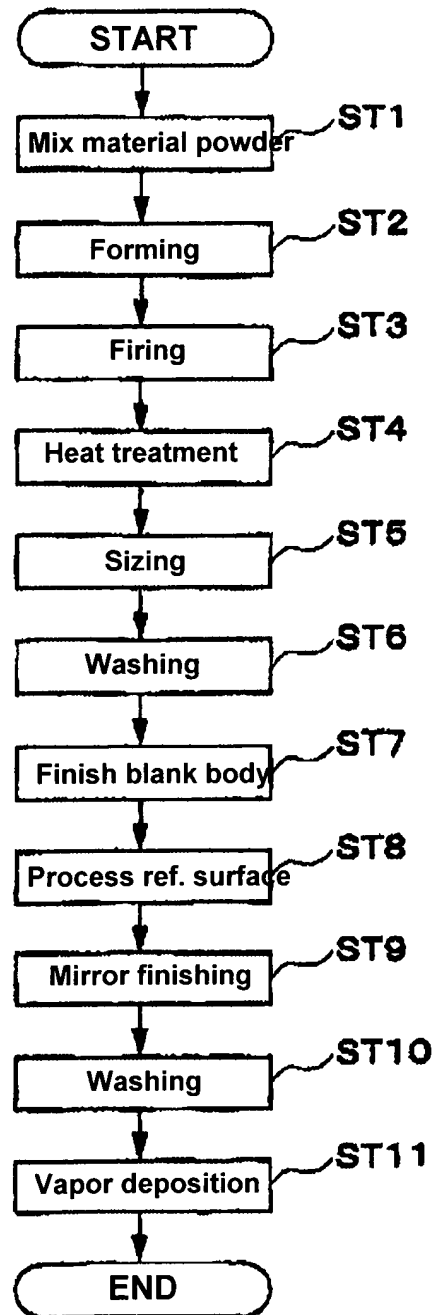 START
Mix material powder ST1
Forming ST2
Firing ST3
Heat treatment ST4
Sizing ST5
Washing ST6
Finish blank body ST7
Process ref. surface ST8
Mirror finishing ST9
Washing ST10
Vapor deposition ST11
END